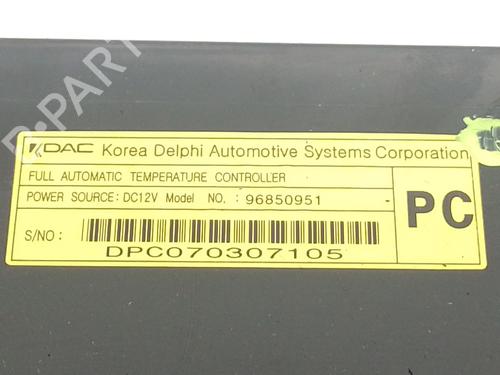 B-PARTS
KDAC Korea Delphi Automotive Systems Corporation
FULL AUTOMATIC TEMPERATURE CONTROLLER
POWER SOURCE: DC12V Model NO. : 96850951 -
PC
S/NO :
DPC070307105